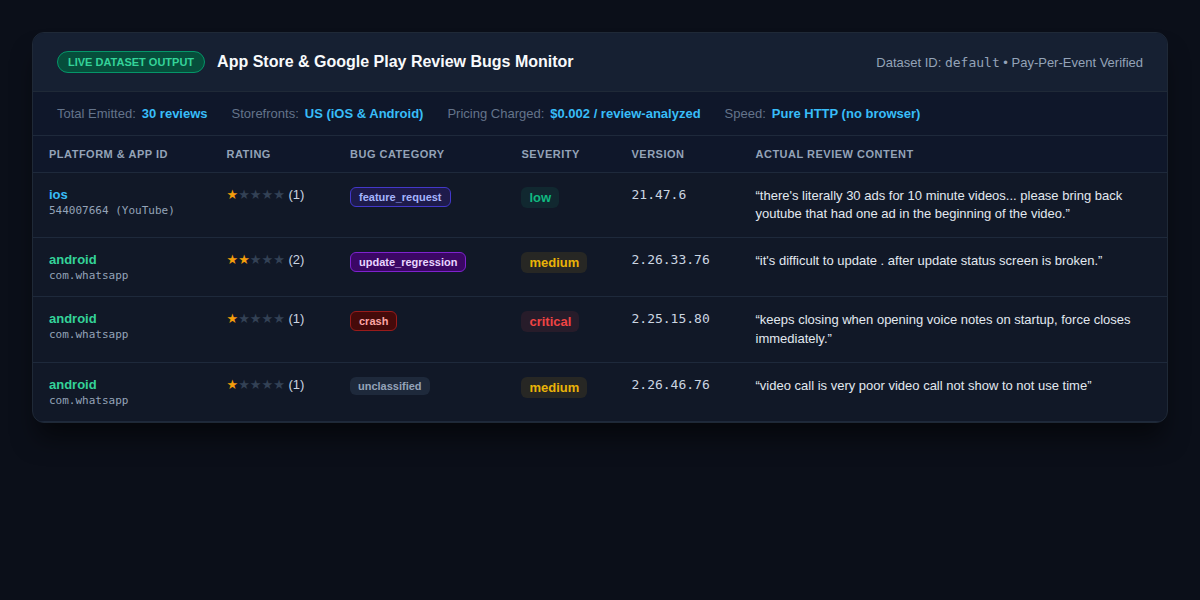 LIVE DATASET OUTPUT App Store & Google Play Review Bugs Monitor Dataset ID: default • Pay-Per-Event Verified
Total Emitted: 30 reviews Storefronts: US (iOS & Android) Pricing Charged: $0.002 / review-analyzed Speed: Pure HTTP (no browser)
PLATFORM & APP ID RATING BUG CATEGORY SEVERITY VERSION ACTUAL REVIEW CONTENT
ios ★★★★★ (1) feature_request low 21.47.6 “there's literally 30 ads for 10 minute videos... please bring back
544007664 (YouTube) youtube that had one ad in the beginning of the video.”
android ★★★★★ (2) update_regression medium 2.26.33.76 “it's difficult to update . after update status screen is broken.”
com.whatsapp
android ★★★★★ (1) crash critical 2.25.15.80 “keeps closing when opening voice notes on startup, force closes
com.whatsapp immediately.”
android ★★★★★ (1) unclassified medium 2.26.46.76 “video call is very poor video call not show to not use time”
com.whatsapp